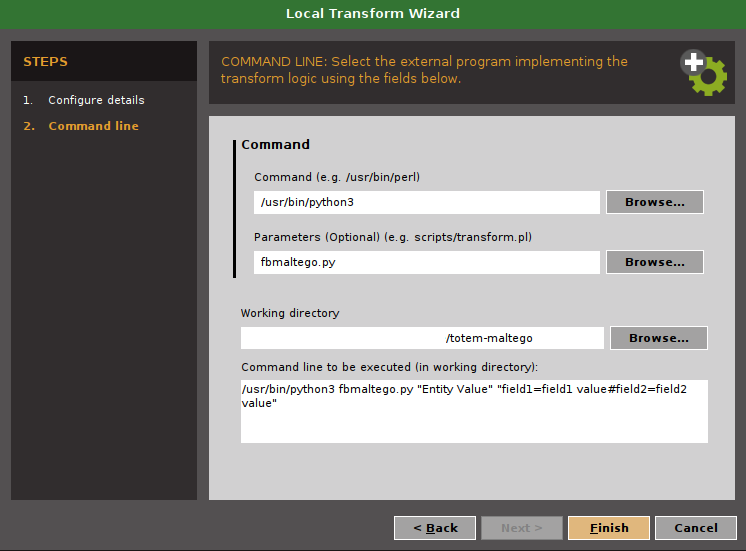 Local Transform Wizard
STEPS
1. Configure details
2. Command line
COMMAND LINE: Select the external program implementing the
transform logic using the fields below.
Command
Command (e.g. /usr/bin/perl)
/usr/bin/python3
Browse...
Parameters (Optional) (e.g. scripts/transform.pl)
fbmaltego.py
Browse...
Working directory
/totem-maltego
Browse...
Command line to be executed (in working directory):
/usr/bin/python3 fbmaltego.py "Entity Value" "field1=field1 value#field2=field2
value"
< Back
Next >
Finish
Cancel